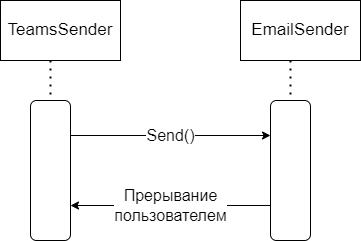 TeamsSender
EmailSender
Send()
Прерывание
пользователем